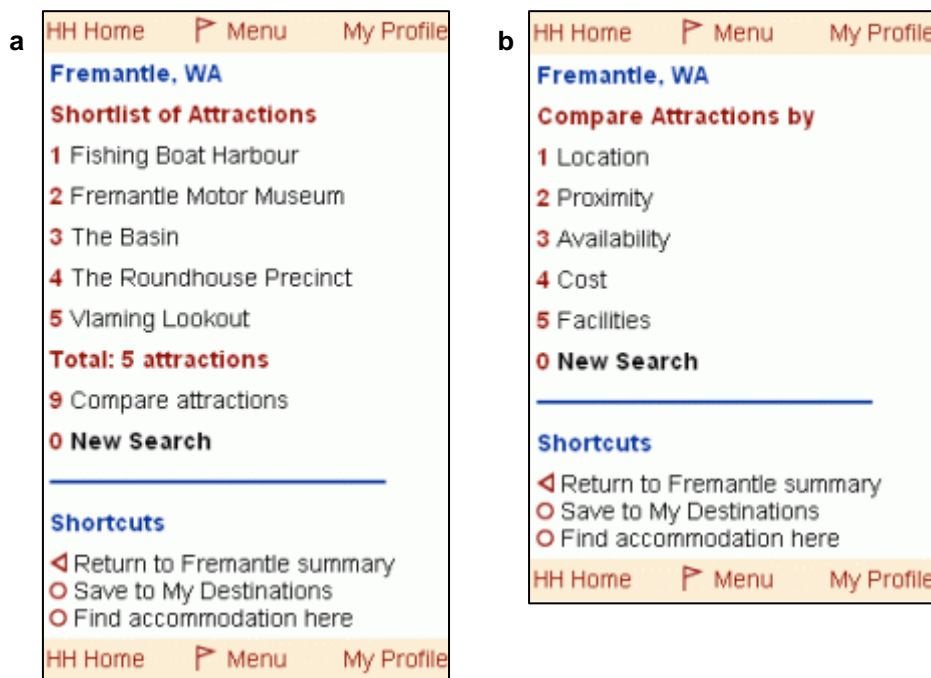 a
HH Home Menu My Profile
Fremantle, WA
Shortlist of Attractions
1 Fishing Boat Harbour
2 Fremantle Motor Museum
3 The Basin
4 The Roundhouse Precinct
5 Vlaming Lookout
Total: 5 attractions
9 Compare attractions
0 New Search
Shortcuts
Return to Fremantle summary
Save to My Destinations
Find accommodation here
HH Home Menu My Profile
b
HH Home Menu My Profile
Fremantle, WA
Compare Attractions by
1 Location
2 Proximity
3 Availability
4 Cost
5 Facilities
0 New Search
Shortcuts
Return to Fremantle summary
Save to My Destinations
Find accommodation here
HH Home Menu My Profile